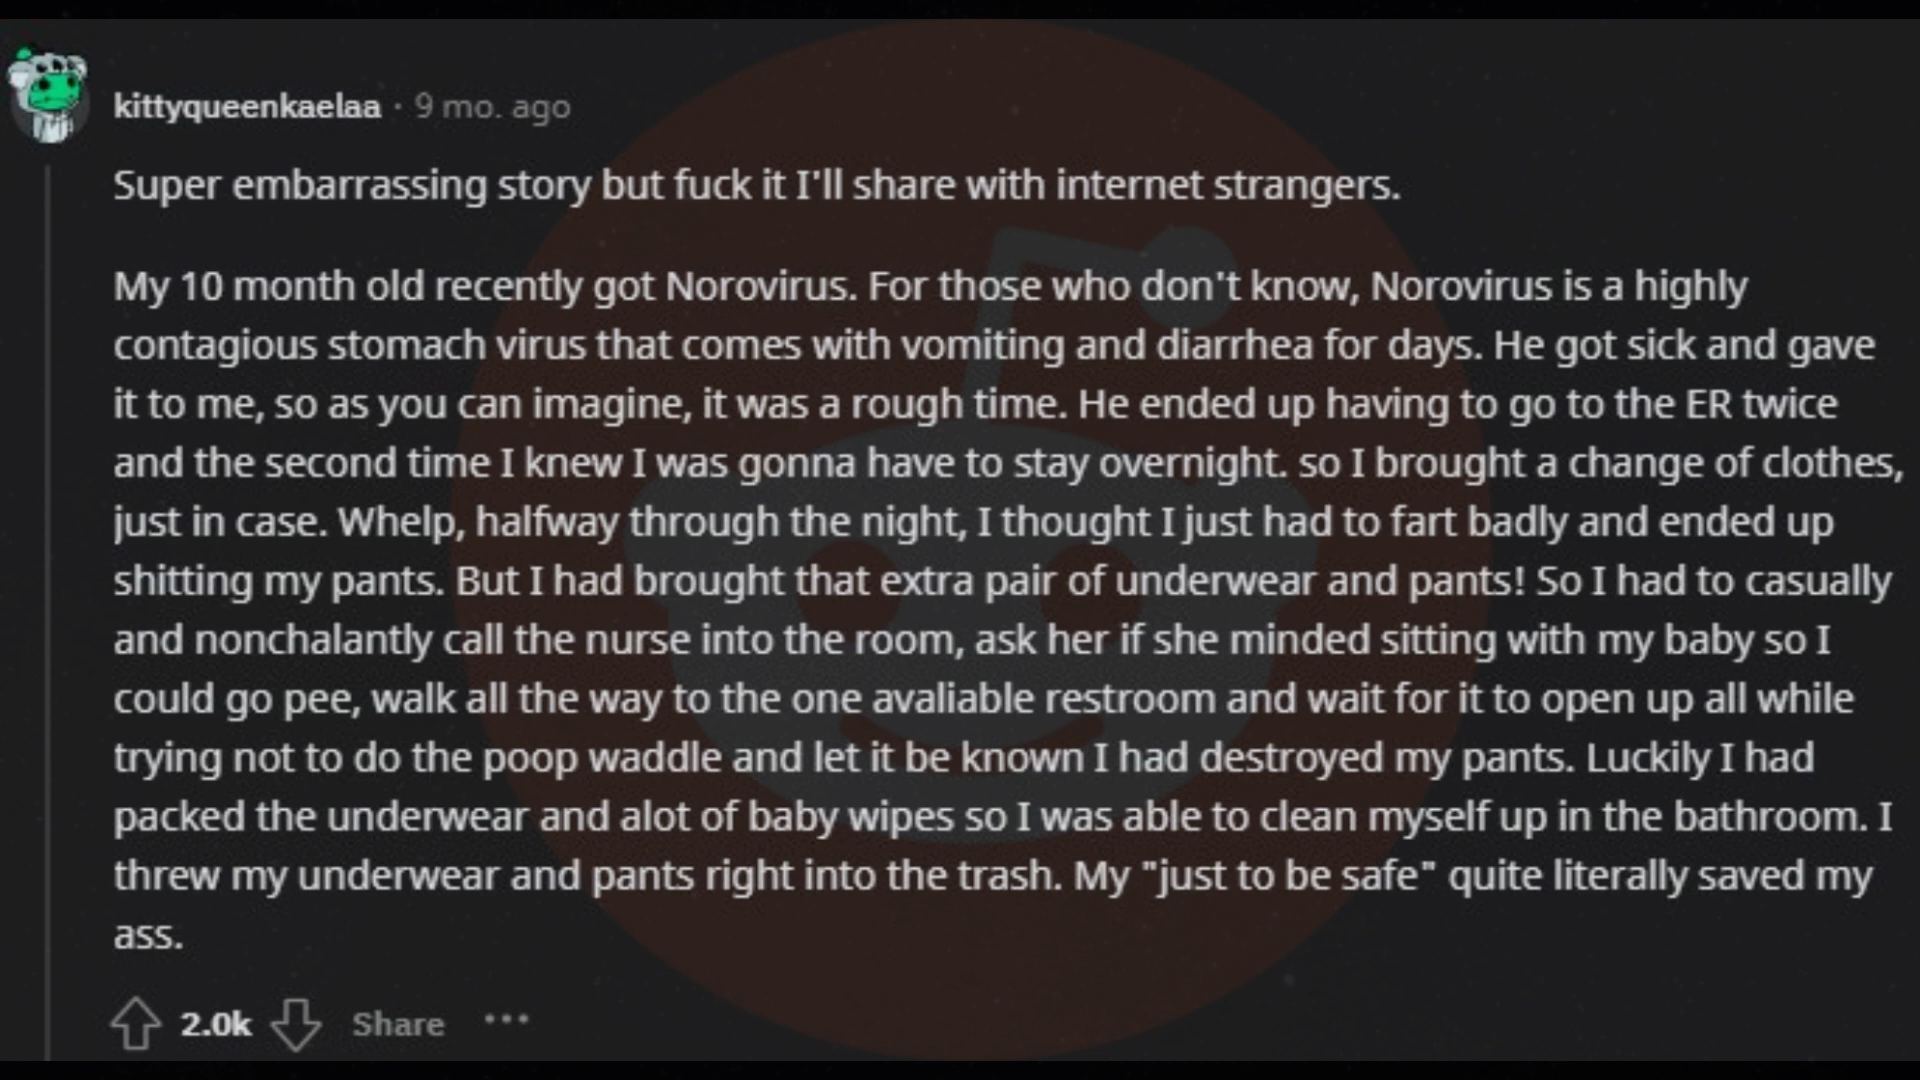 kittyqueenkaelaa · 9 mo. ago
Super embarrassing story but fuck it I'll share with internet strangers.
My 10 month old recently got Norovirus. For those who don't know, Norovirus is a highly
contagious stomach virus that comes with vomiting and diarrhea for days. He got sick and gave
it to me, so as you can imagine, it was a rough time. He ended up having to go to the ER twice
and the second time I knew I was gonna have to stay overnight. so I brought a change of clothes,
just in case. Whelp, halfway through the night, I thought I just had to fart badly and ended up
shitting my pants. But I had brought that extra pair of underwear and pants! So I had to casually
and nonchalantly call the nurse into the room, ask her if she minded sitting with my baby so I
could go pee, walk all the way to the one avaliable restroom and wait for it to open up all while
trying not to do the poop waddle and let it be known I had destroyed my pants. Luckily I had
packed the underwear and alot of baby wipes so I was able to clean myself up in the bathroom. I
threw my underwear and pants right into the trash. My "just to be safe" quite literally saved my
ass.
2.0k Share ···